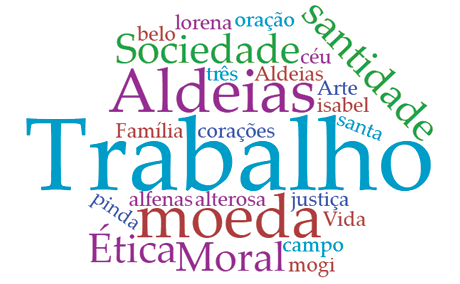 lorena oração
belo
santidade
Sociedade céu
três Aldeias
Aldeias Arte
isabel
santa
Família corações
Trabalho
pinda alfenas alterosa justiça
moeda Vida
Ética Moral campo
mogi